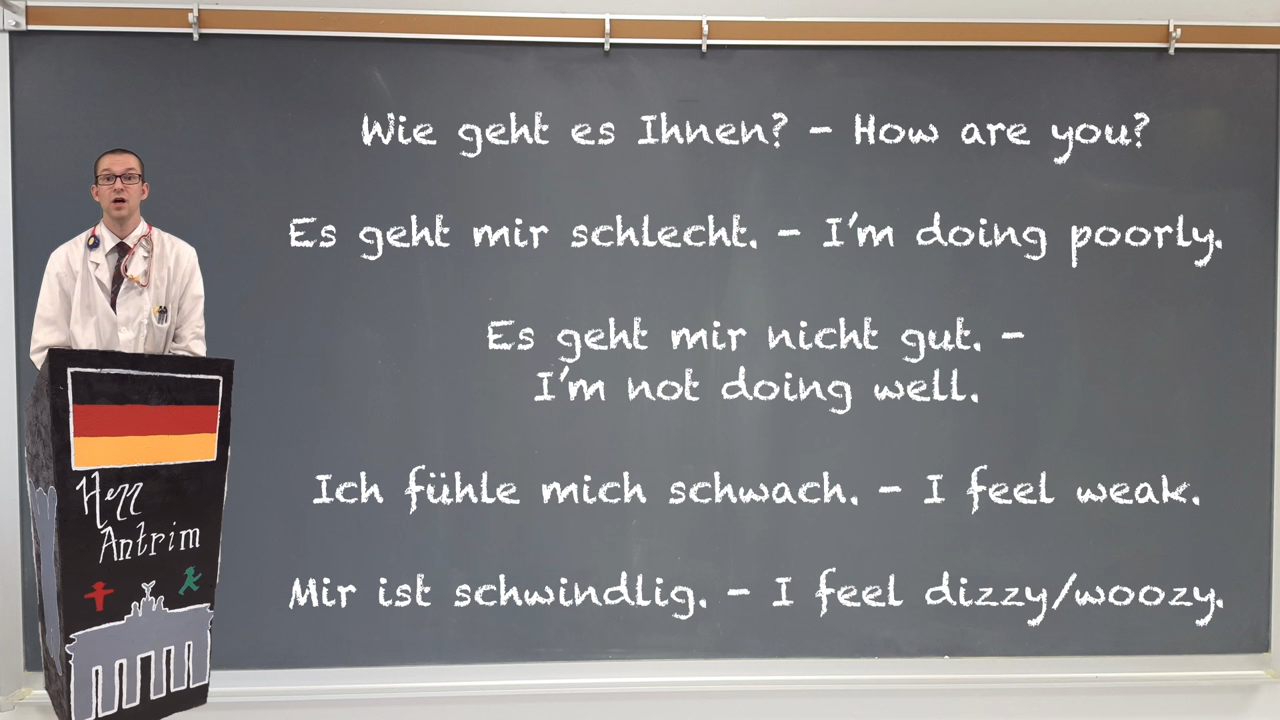 Wie geht es Ihnen? - How are you?
Es geht mir schlecht. - I'm doing poorly.
Es geht mir nicht gut. -
I'm not doing well.
Ich fühle mich schwach. - I feel weak.
Mir ist schwindlig. - I feel dizzy/woozy.
Herr
Antrim